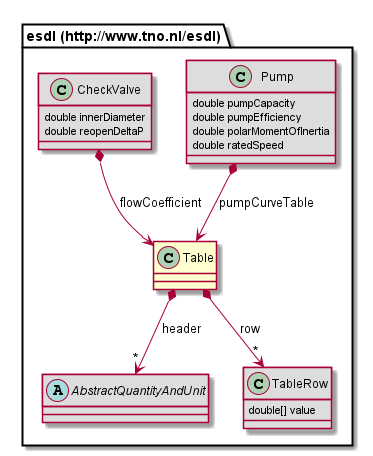 esdl (http://www.tno.nl/esdl)
C CheckValve
double innerDiameter
double reopenDeltaP
C Pump
double pumpCapacity
double pumpEfficiency
double polarMomentOfInertia
double ratedSpeed
flowCoefficient
pumpCurveTable
C Table
header
row
*
*
A AbstractQuantityAndUnit
C TableRow
double[] value